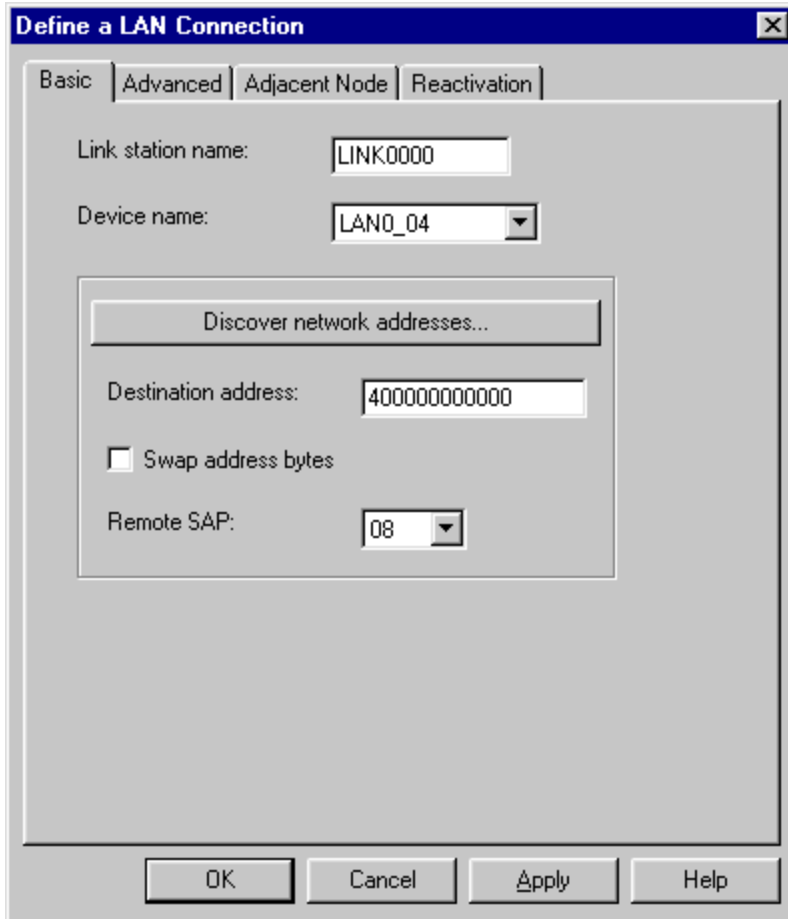 Define a LAN Connection
Basic Advanced Adjacent Node Reactivation
Link station name: LINK0000
Device name: LAN0_04
Discover network addresses...
Destination address: 400000000000
Swap address bytes
Remote SAP: 08
OK Cancel Apply Help